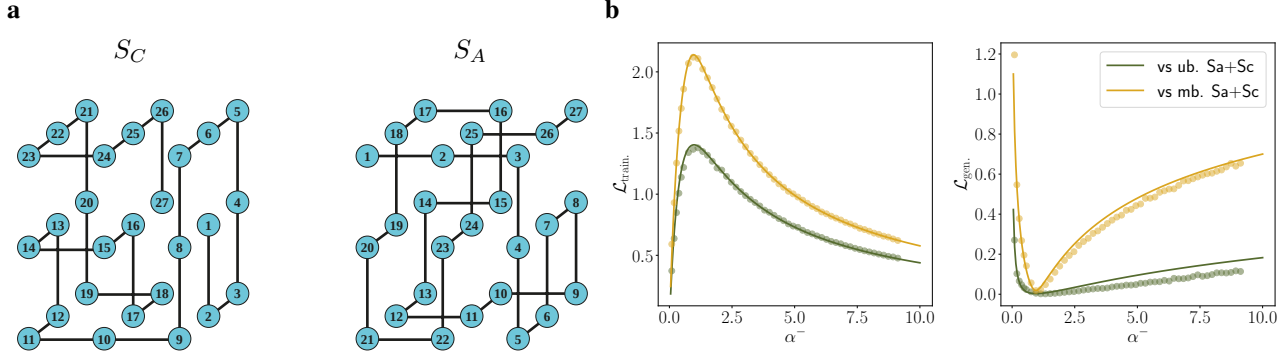 a
b
S_C
S_A
21 26 5
22 25 6
23 24 7
20 27 4
13 16 1
14 15 8
19 18 3
12 17 2
11 10 9
17 16 27
18 25 26
1 2 3
14 15 8
19 24 7
20 23 4
13 10 9
12 11 6
21 22 5
2.0
1.5
1.0
0.5
ℒtrain.
0.0 2.5 5.0 7.5 10.0
α⁻
vs ub. Sa+Sc
vs mb. Sa+Sc
1.2
1.0
0.8
0.6
0.4
0.2
0.0
ℒgen.
0.0 2.5 5.0 7.5 10.0
α⁻